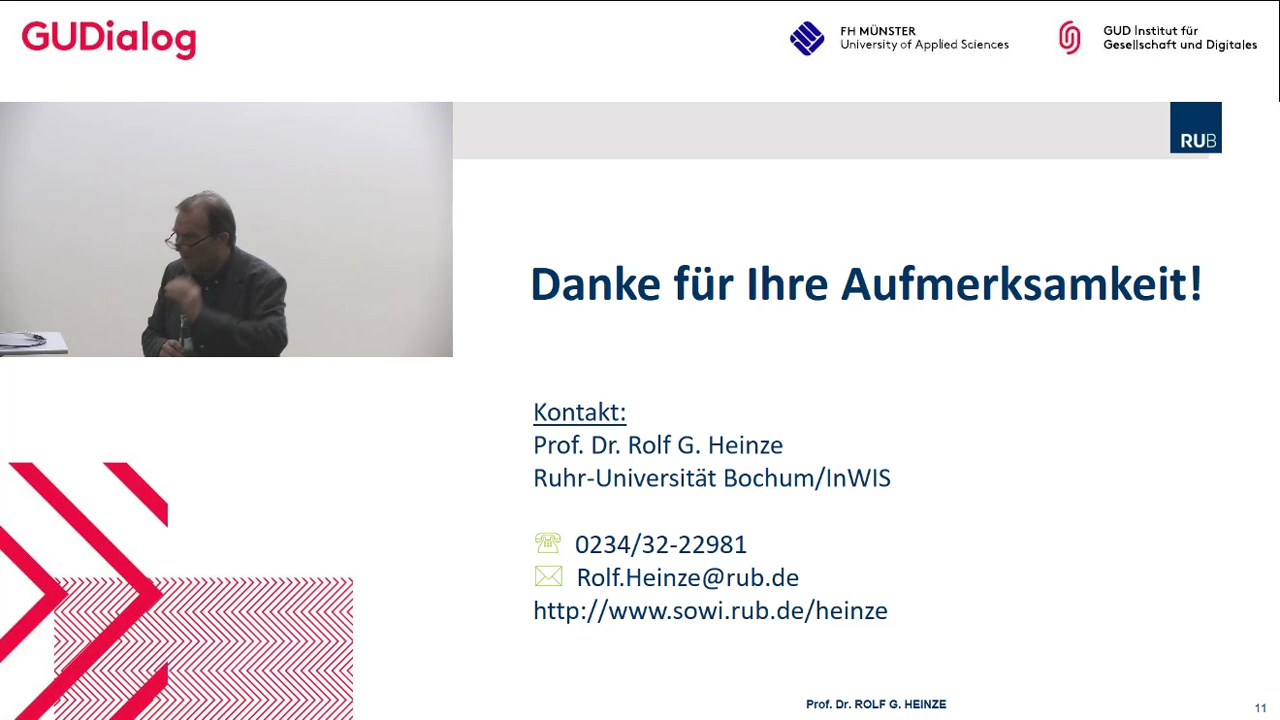 GUDialog
FH MÜNSTER
University of Applied Sciences
GUD Institut für
Gesellschaft und Digitales
RUB
Danke für Ihre Aufmerksamkeit!
Kontakt:
Prof. Dr. Rolf G. Heinze
Ruhr-Universität Bochum/InWIS
0234/32-22981
Rolf.Heinze@rub.de
http://www.sowi.rub.de/heinze
Prof. Dr. ROLF G. HEINZE
11